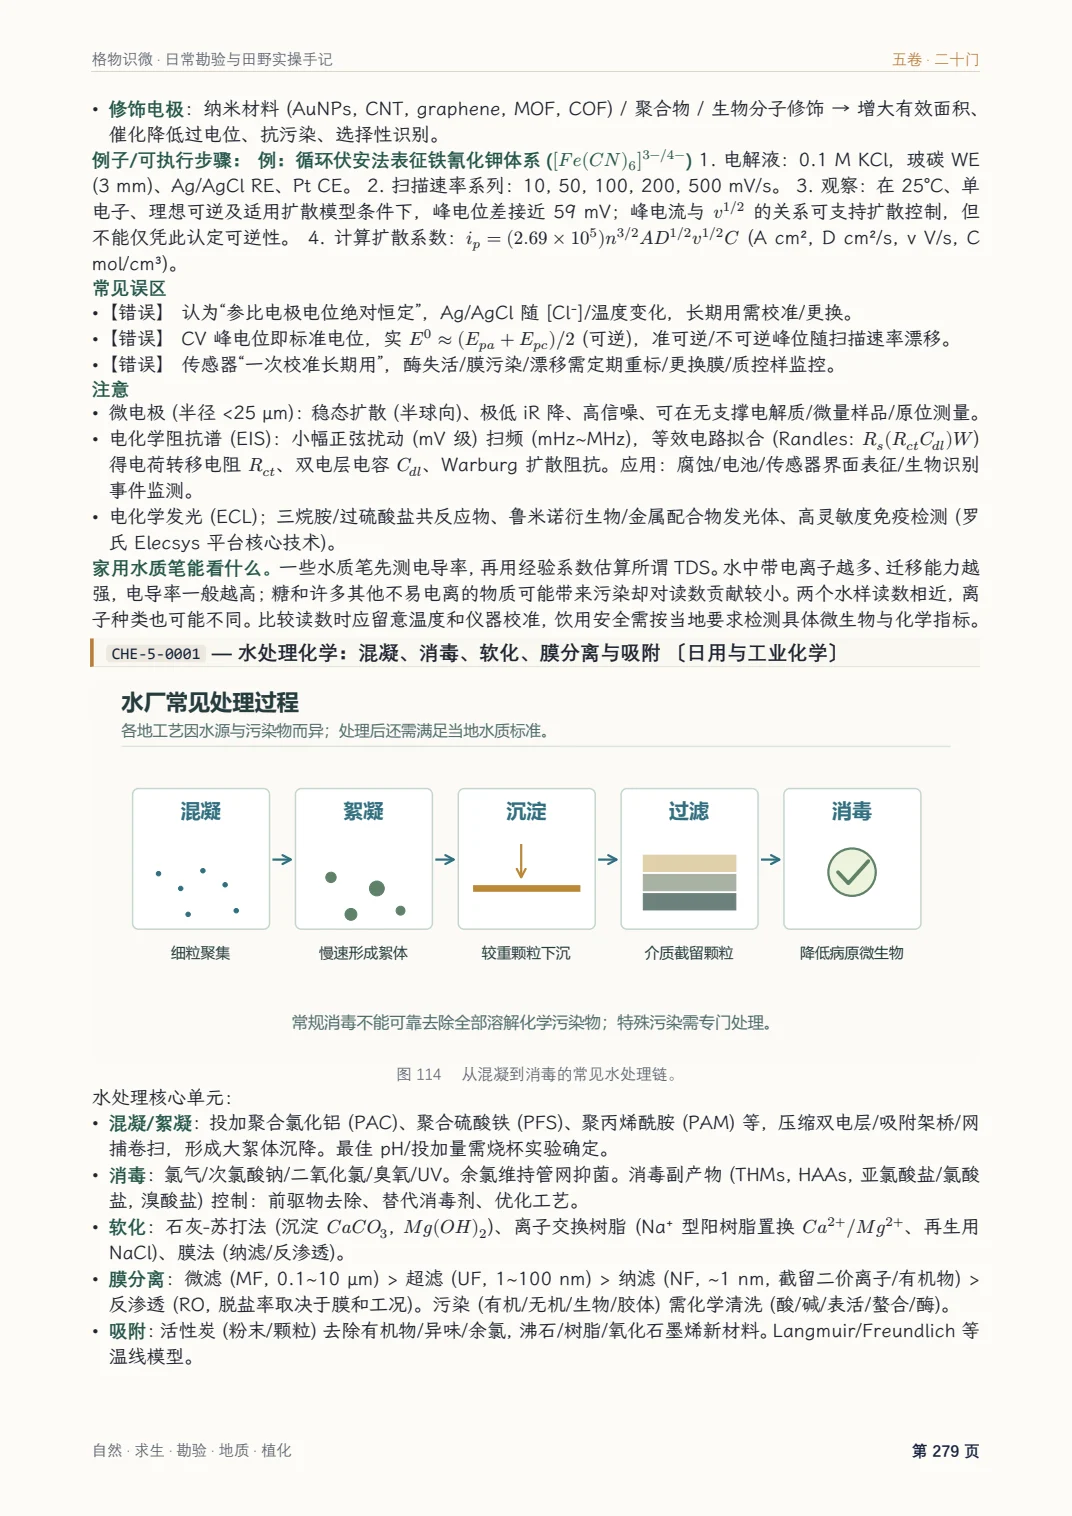 格物识微 · 日常勘验与田野实操手记
五卷 · 二十门
• 修饰电极：纳米材料 (AuNPs, CNT, graphene, MOF, COF) / 聚合物 / 生物分子修饰 → 增大有效面积、
催化降低过电位、抗污染、选择性识别。
例子/可执行步骤： 例：循环伏安法表征铁氰化钾体系 ([Fe(CN)₆]³⁻/⁴⁻) 1. 电解液：0.1 M KCl，玻碳 WE
(3 mm)、Ag/AgCl RE、Pt CE。 2. 扫描速率系列：10, 50, 100, 200, 500 mV/s。 3. 观察：在 25°C、单
电子、理想可逆及适用扩散模型条件下，峰电位差接近 59 mV；峰电流与 v^{1/2} 的关系可支持扩散控制，但
不能仅凭此认定可逆性。 4. 计算扩散系数：i_p = (2.69 × 10⁵)n^{3/2}AD^{1/2}v^{1/2}C (A cm², D cm²/s, v V/s, C
mol/cm³)。
常见误区
•【错误】 认为“参比电极电位绝对恒定”，Ag/AgCl 随 [Cl⁻]/温度变化，长期用需校准/更换。
•【错误】 CV 峰电位即标准电位，实 E⁰ ≈ (E_{pa} + E_{pc})/2 (可逆)，准可逆/不可逆峰位随扫描速率漂移。
•【错误】 传感器“一次校准长期用”，酶失活/膜污染/漂移需定期重标/更换膜/质控样监控。
注意
• 微电极 (半径 <25 μm)：稳态扩散 (半球向)、极低 iR 降、高信噪、可在无支撑电解质/微量样品/原位测量。
• 电化学阻抗谱 (EIS)：小幅正弦扰动 (mV 级) 扫频 (mHz~MHz)，等效电路拟合 (Randles: R_s(R_{ct}C_{dl})W)
得电荷转移电阻 R_{ct}、双电层电容 C_{dl}、Warburg 扩散阻抗。应用：腐蚀/电池/传感器界面表征/生物识别
事件监测。
• 电化学发光 (ECL)；三烷胺/过硫酸盐共反应物、鲁米诺衍生物/金属配合物发光体、高灵敏度免疫检测 (罗
氏 Elecsys 平台核心技术)。
家用水质笔能看什么。一些水质笔先测电导率，再用经验系数估算所谓 TDS。水中带电离子越多、迁移能力越
强，电导率一般越高；糖和许多其他不易电离的物质可能带来污染却对读数贡献较小。两个水样读数相近，离
子种类也可能不同。比较读数时应留意温度和仪器校准，饮用安全需按当地要求检测具体微生物与化学指标。
CHE-5-0001 — 水处理化学：混凝、消毒、软化、膜分离与吸附 〔日用与工业化学〕
水厂常见处理过程
各地工艺因水源与污染物而异；处理后还需满足当地水质标准。
混凝
絮凝
沉淀
过滤
消毒
细粒聚集
慢速形成絮体
较重颗粒下沉
介质截留颗粒
降低病原微生物
常规消毒不能可靠去除全部溶解化学污染物；特殊污染需专门处理。
图 114 从混凝到消毒的常见水处理链。
水处理核心单元：
• 混凝/絮凝：投加聚合氯化铝 (PAC)、聚合硫酸铁 (PFS)、聚丙烯酰胺 (PAM) 等，压缩双电层/吸附架桥/网
捕卷扫，形成大絮体沉降。最佳 pH/投加量需烧杯实验确定。
• 消毒：氯气/次氯酸钠/二氧化氯/臭氧/UV。余氯维持管网抑菌。消毒副产物 (THMs, HAAs, 亚氯酸盐/氯酸
盐, 溴酸盐) 控制：前驱物去除、替代消毒剂、优化工艺。
• 软化：石灰-苏打法 (沉淀 CaCO₃, Mg(OH)₂)、离子交换树脂 (Na⁺ 型阳树脂置换 Ca²⁺/Mg²⁺、再生用
NaCl)、膜法 (纳滤/反渗透)。
• 膜分离：微滤 (MF, 0.1~10 μm) > 超滤 (UF, 1~100 nm) > 纳滤 (NF, ~1 nm, 截留二价离子/有机物) >
反渗透 (RO, 脱盐率取决于膜和工况)。污染 (有机/无机/生物/胶体) 需化学清洗 (酸/碱/表活/螯合/酶)。
• 吸附：活性炭 (粉末/颗粒) 去除有机物/异味/余氯, 沸石/树脂/氧化石墨烯新材料。Langmuir/Freundlich 等
温线模型。
自然 · 求生 · 勘验 · 地质 · 植化
第 279 页